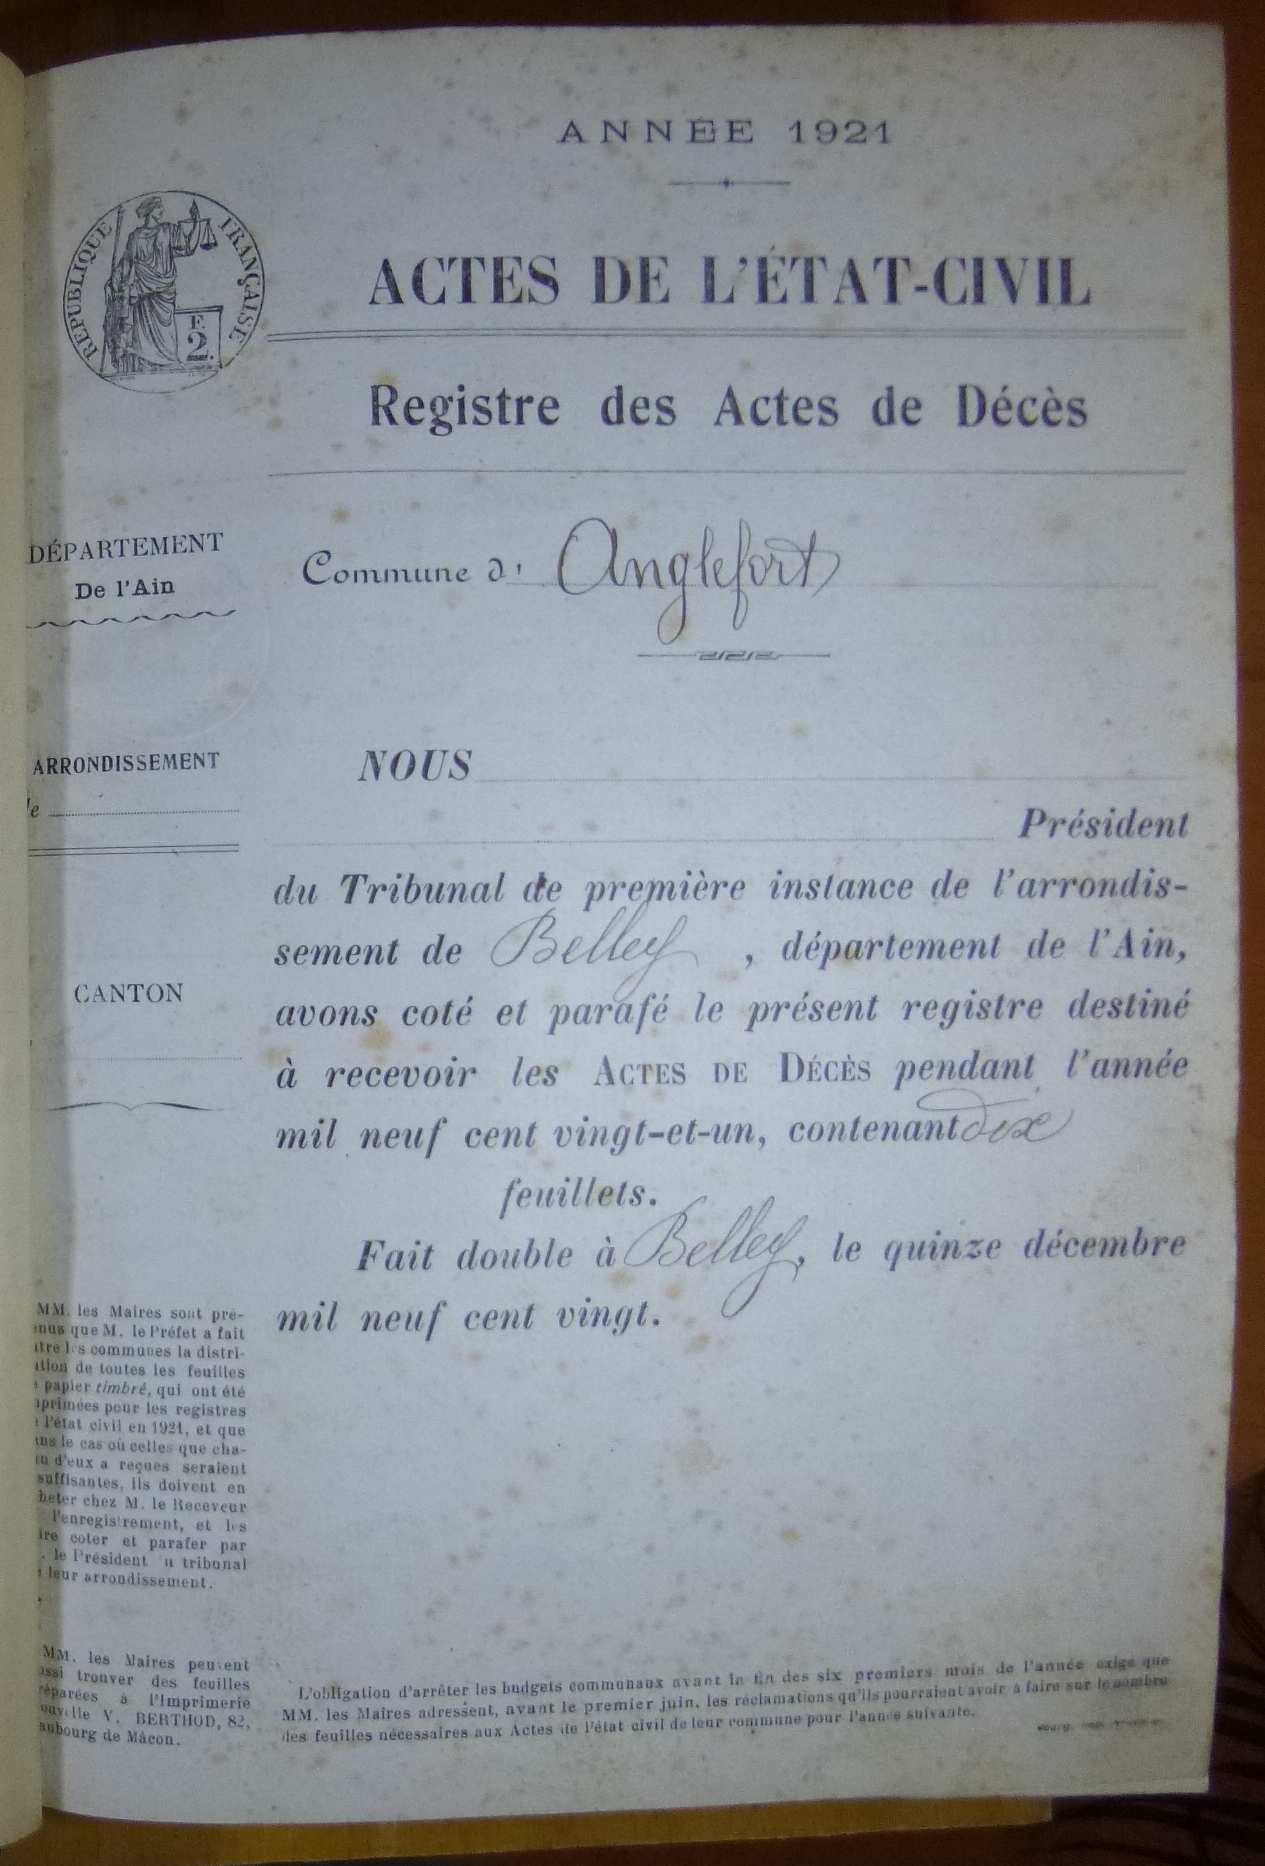 ANNÉE 1921
RÉPUBLIQUE FRANÇAISE
F.
2.
ACTES DE L'ÉTAT-CIVIL
Registre des Actes de Décès
DÉPARTEMENT
De l'Ain
Commune d' Anglefort
ARRONDISSEMENT
CANTON
NOUS
Président
du Tribunal de première instance de l'arrondis-
sement de Belley, département de l'Ain,
avons coté et parafé le présent registre destiné
à recevoir les ACTES DE DÉCÈS pendant l'année
mil neuf cent vingt-et-un, contenant dix
feuillets.
Fait double à Belley, le quinze décembre
mil neuf cent vingt.
MM. les Maires sont pré-
que M. le Préfet a fait
les communes la distri-
de toutes les feuilles
papier timbré, qui ont été
pour les registres
l'état civil en 1921, et que
le cas où celles que cha-
d'eux a reçues seraient
suffisantes, ils doivent en
chez M. le Receveur
l'enregistrement, et les
coter et parafer par
le Président u tribunal
leur arrondissement.
MM. les Maires peuvent
trouver des feuilles
à l'Imprimerie
V. BERTHOD, 82,
de Mâcon.
L'obligation d'arrêter les budgets communaux avant la fin des six premiers mois de l'année exige que
MM. les Maires adressent, avant le premier juin, les réclamations qu'ils pourraient avoir à faire sur le nombre
des feuilles nécessaires aux Actes de l'état civil de leur commune pour l'année suivante.